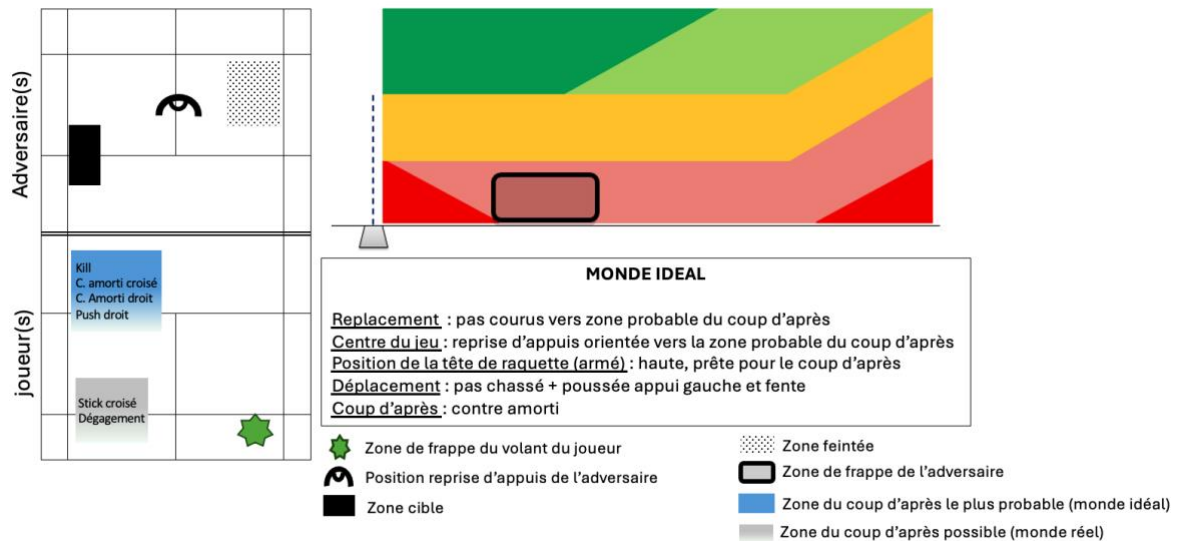 Adversaire(s)
joueur(s)
Kill
C. amorti croisé
C. Amorti droit
Push droit
Stick croisé
Dégagement
MONDE IDEAL
Replacement : pas courus vers zone probable du coup d'après
Centre du jeu : reprise d'appuis orientée vers la zone probable du coup d'après
Position de la tête de raquette (armé) : haute, prête pour le coup d'après
Déplacement : pas chassé + poussée appui gauche et fente
Coup d'après : contre amorti
Zone de frappe du volant du joueur
Position reprise d'appuis de l'adversaire
Zone cible
Zone feintée
Zone de frappe de l'adversaire
Zone du coup d'après le plus probable (monde idéal)
Zone du coup d'après possible (monde réel)